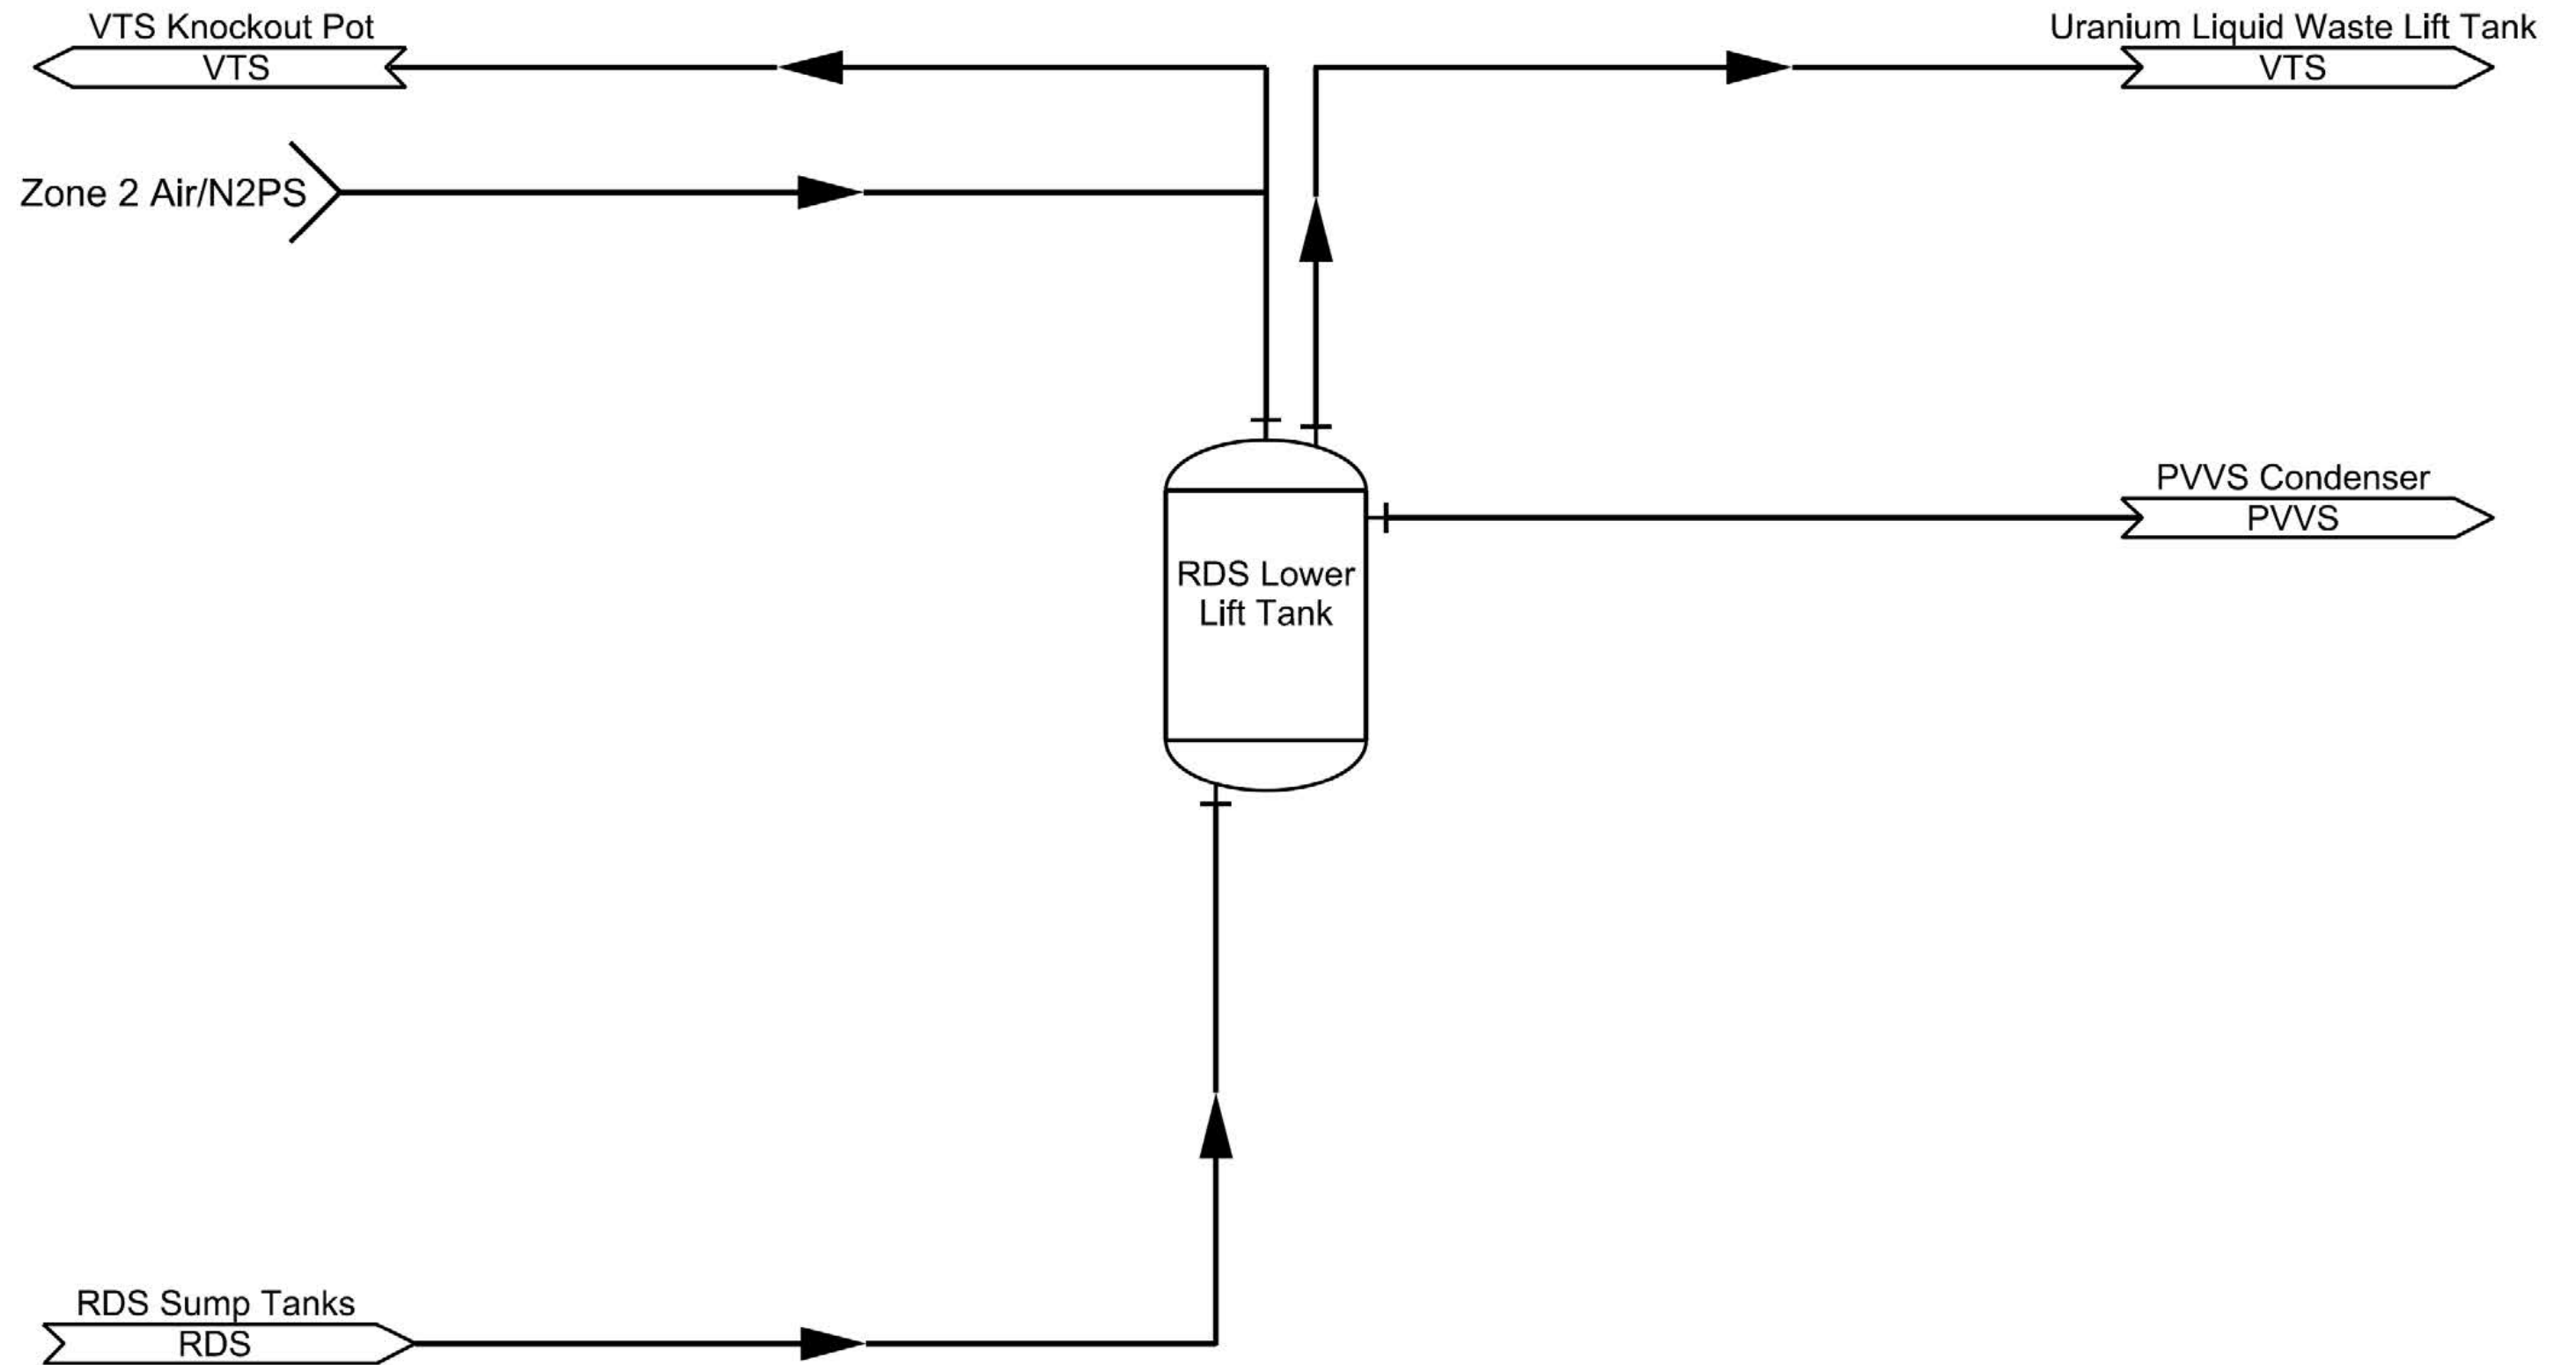 VTS Knockout Pot
VTS
Uranium Liquid Waste Lift Tank
VTS
Zone 2 Air/N2PS
PVVS Condenser
PVVS
RDS Lower
Lift Tank
RDS Sump Tanks
RDS